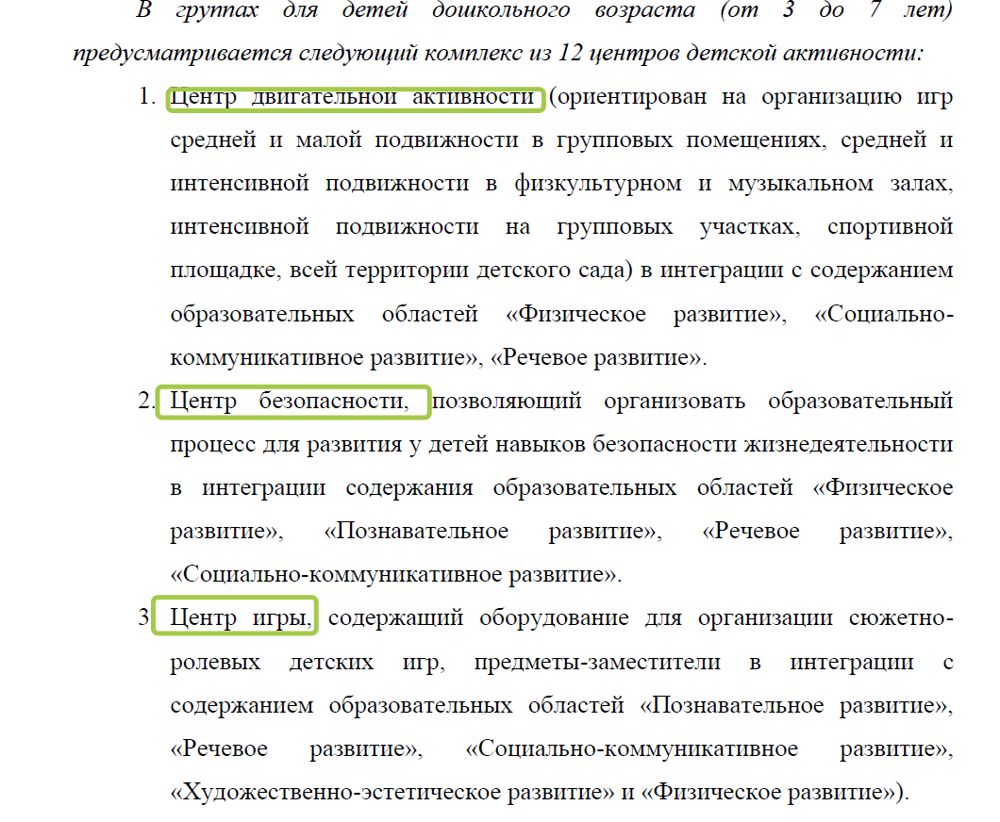 В группах для детей дошкольного возраста (от 3 до 7 лет)
предусматривается следующий комплекс из 12 центров детской активности:
1. Центр двигательной активности (ориентирован на организацию игр
средней и малой подвижности в групповых помещениях, средней и
интенсивной подвижности в физкультурном и музыкальном залах,
интенсивной подвижности на групповых участках, спортивной
площадке, всей территории детского сада) в интеграции с содержанием
образовательных областей «Физическое развитие», «Социально-
коммуникативное развитие», «Речевое развитие».
2. Центр безопасности, позволяющий организовать образовательный
процесс для развития у детей навыков безопасности жизнедеятельности
в интеграции содержания образовательных областей «Физическое
развитие», «Познавательное развитие», «Речевое развитие»,
«Социально-коммуникативное развитие».
3 Центр игры, содержащий оборудование для организации сюжетно-
ролевых детских игр, предметы-заместители в интеграции с
содержанием образовательных областей «Познавательное развитие»,
«Речевое развитие», «Социально-коммуникативное развитие»,
«Художественно-эстетическое развитие» и «Физическое развитие»).